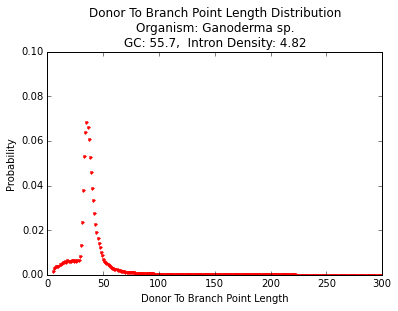 Donor To Branch Point Length Distribution
Organism: Ganoderma sp.
GC: 55.7,  Intron Density: 4.82
0.10
0.08
0.06
0.04
0.02
0.00
Probability
0 50 100 150 200 250 300
Donor To Branch Point Length